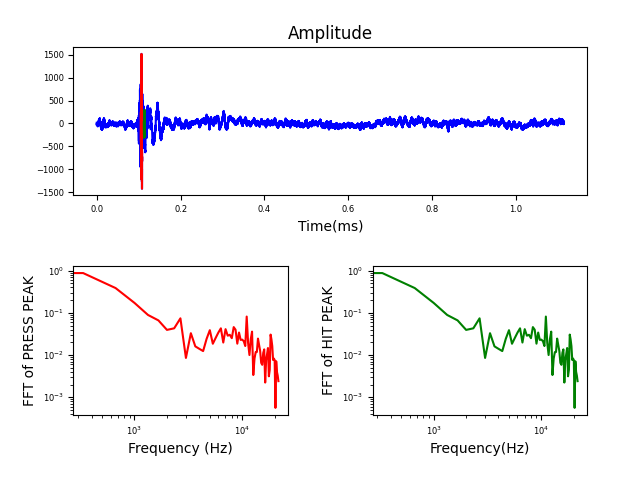 Amplitude
1500
1000
500
0
−500
−1000
−1500
0.0 0.2 0.4 0.6 0.8 1.0
Time(ms)
FFT of PRESS PEAK
10⁰
10⁻¹
10⁻²
10⁻³
10³ 10⁴
Frequency (Hz)
FFT of HIT PEAK
10⁰
10⁻¹
10⁻²
10⁻³
10³ 10⁴
Frequency(Hz)